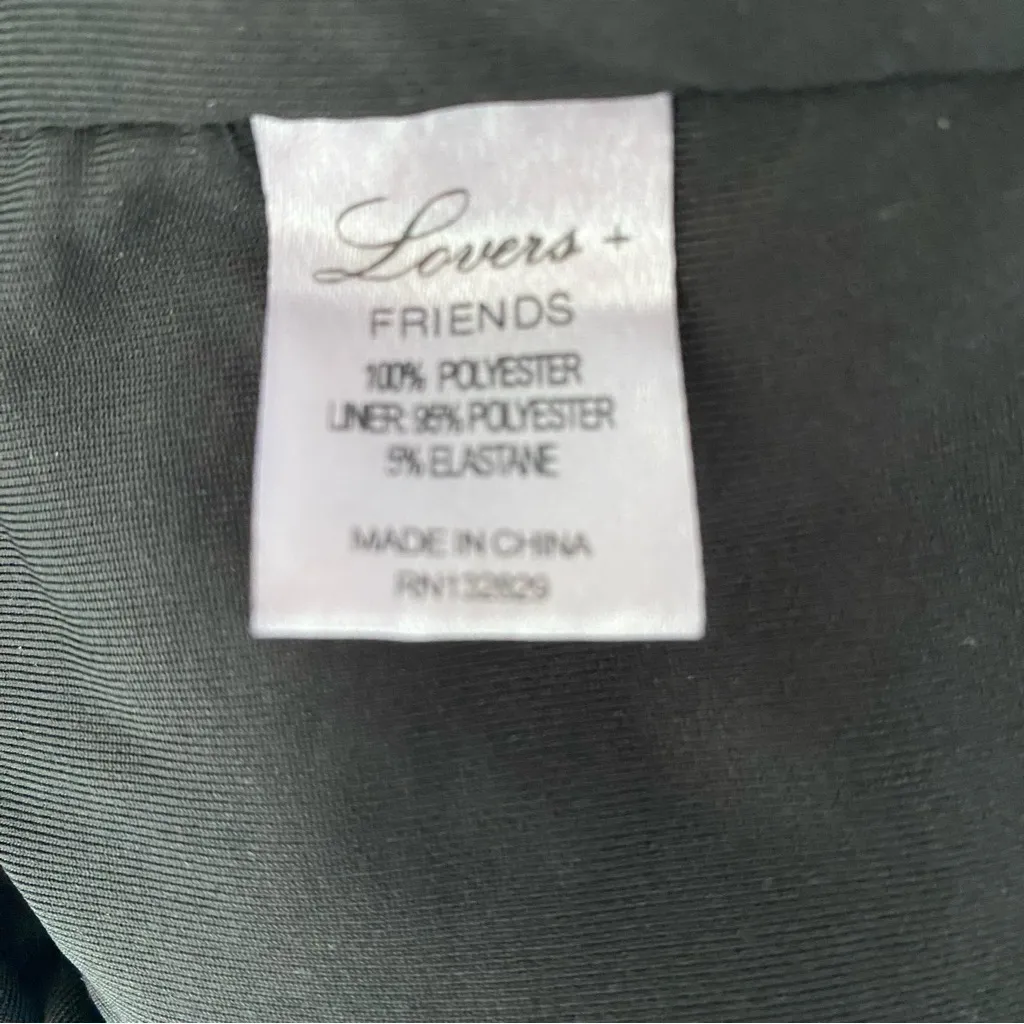 Lovers +
FRIENDS
100% POLYESTER
LINER: 95% POLYESTER
5% ELASTANE
MADE IN CHINA
RN132829